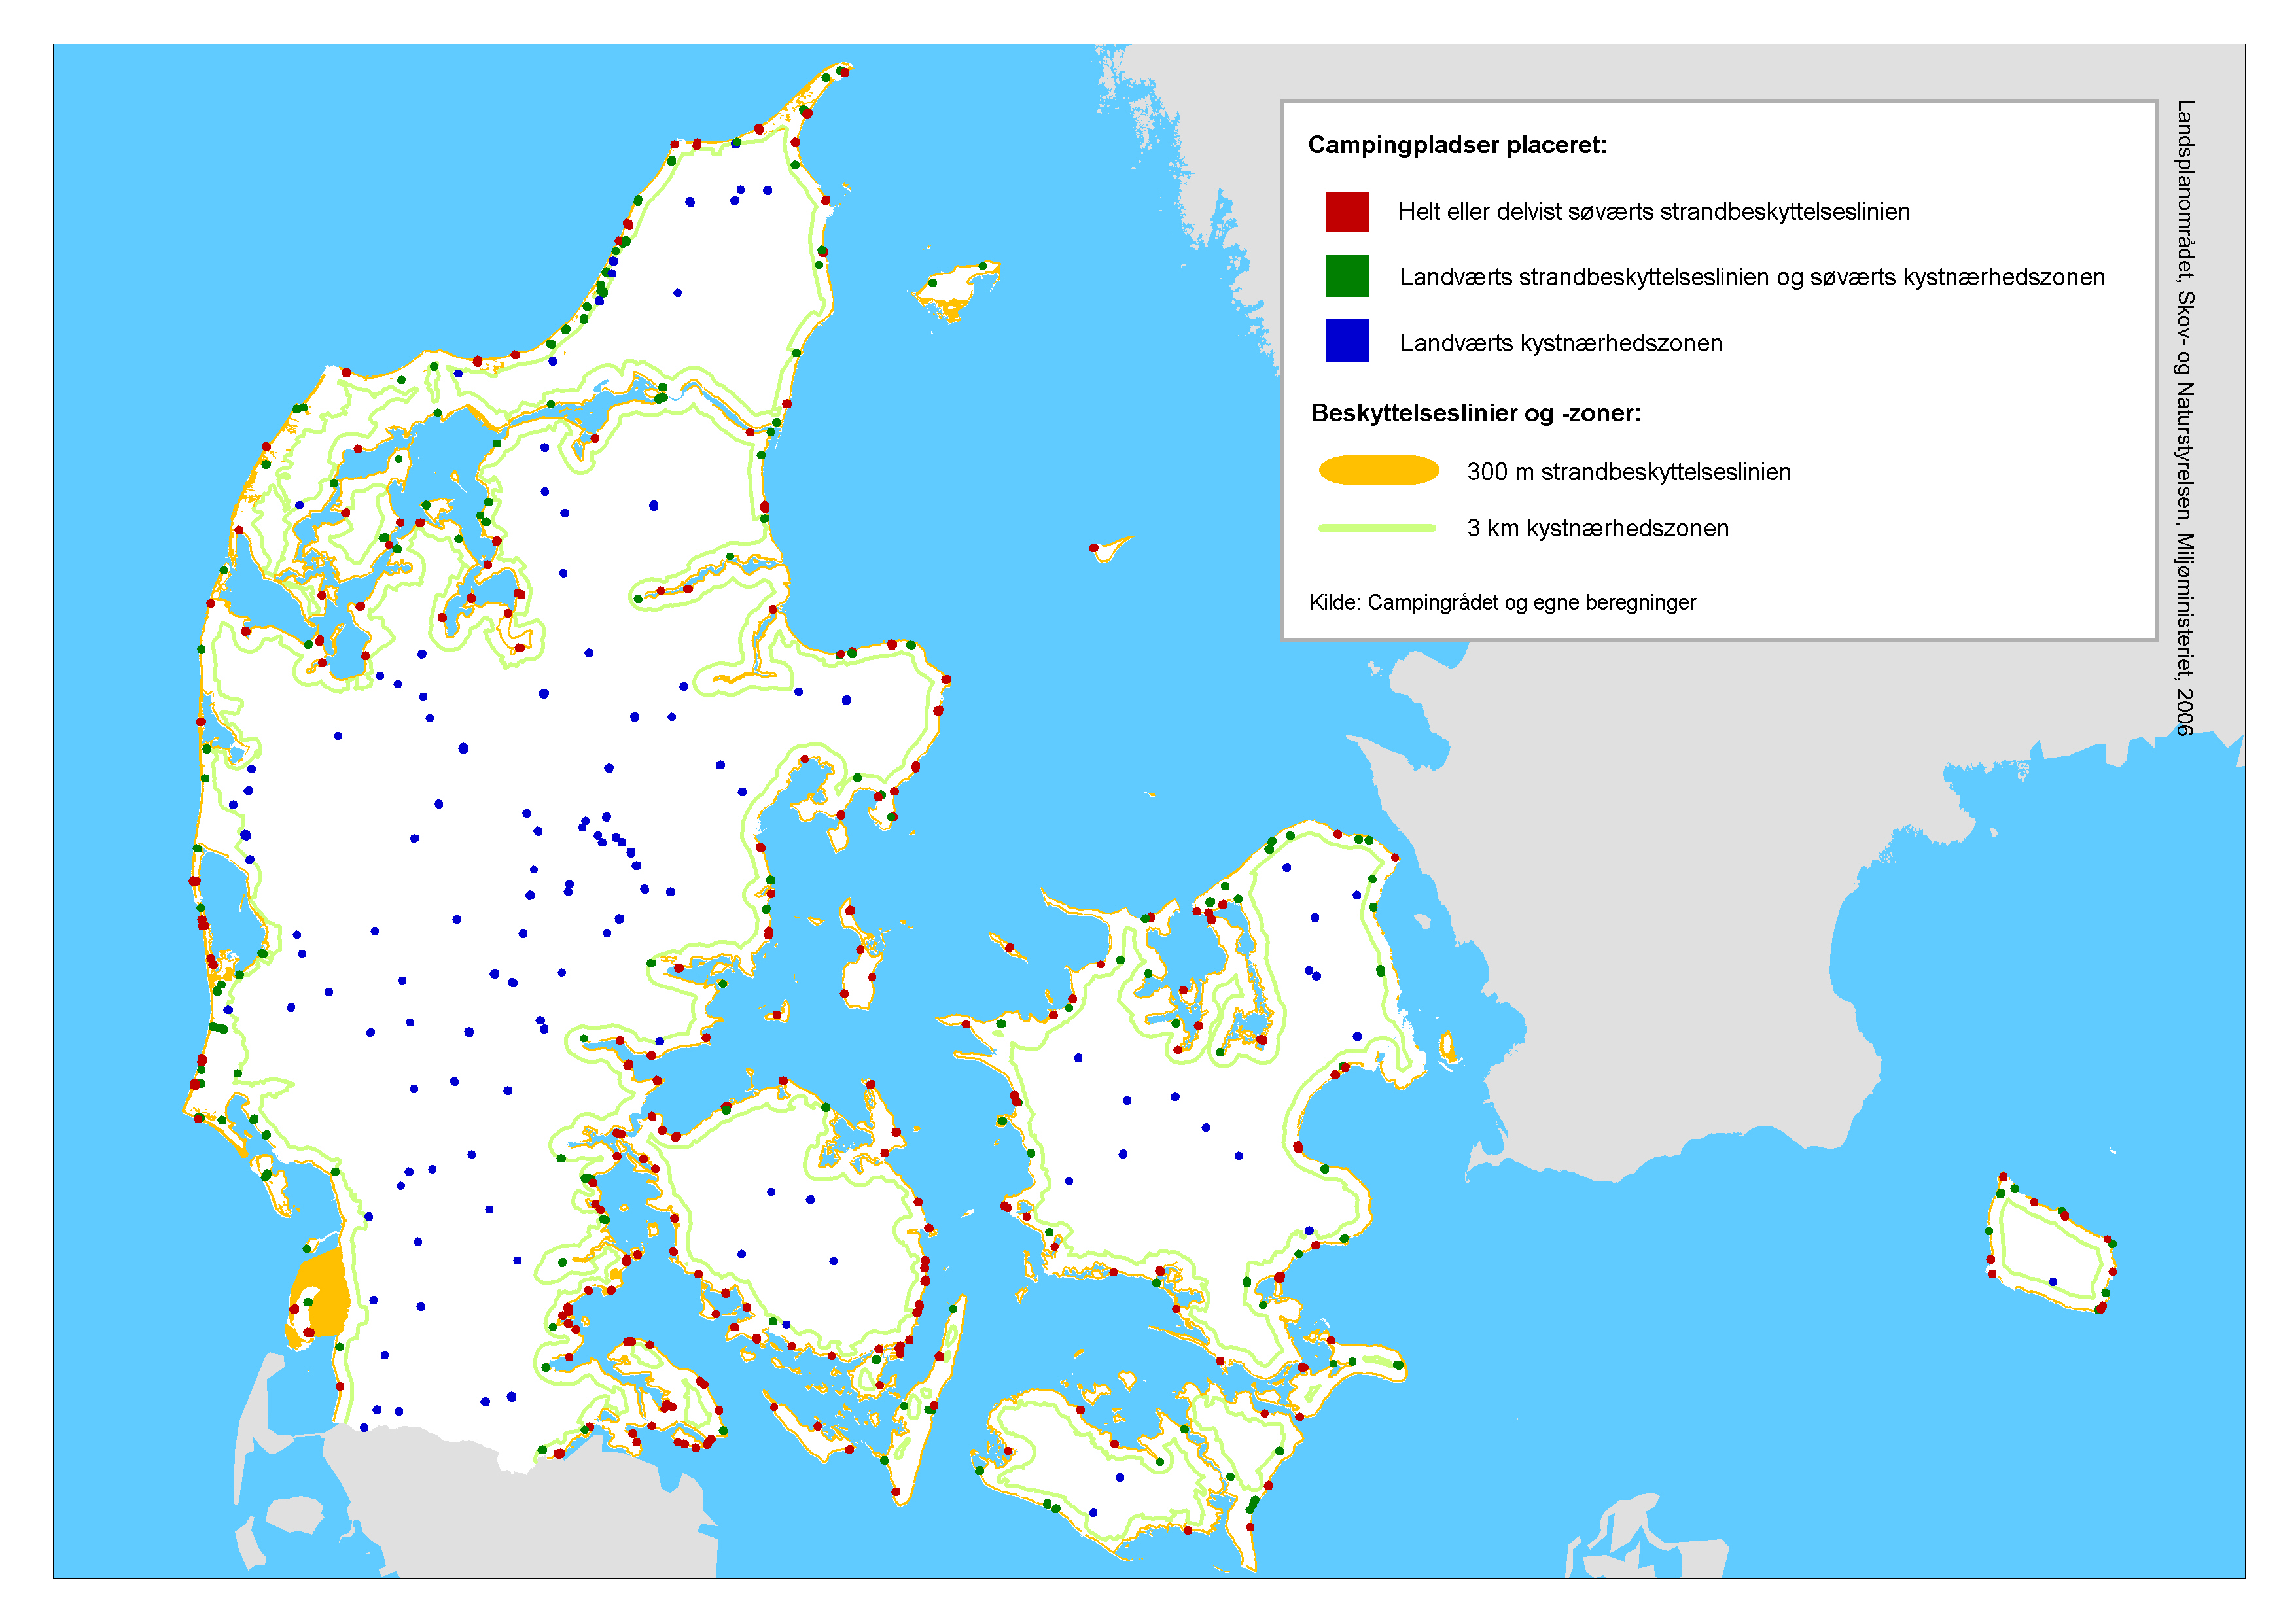 Campingpladser placeret:
Helt eller delvist søværts strandbeskyttelseslinien
Landværts strandbeskyttelseslinien og søværts kystnærhedszonen
Landværts kystnærhedszonen
Beskyttelseslinier og -zoner:
300 m strandbeskyttelseslinien
3 km kystnærhedszonen
Kilde: Campingrådet og egne beregninger
Landsplanområdet, Skov- og Naturstyrelsen, Miljøministeriet, 2006